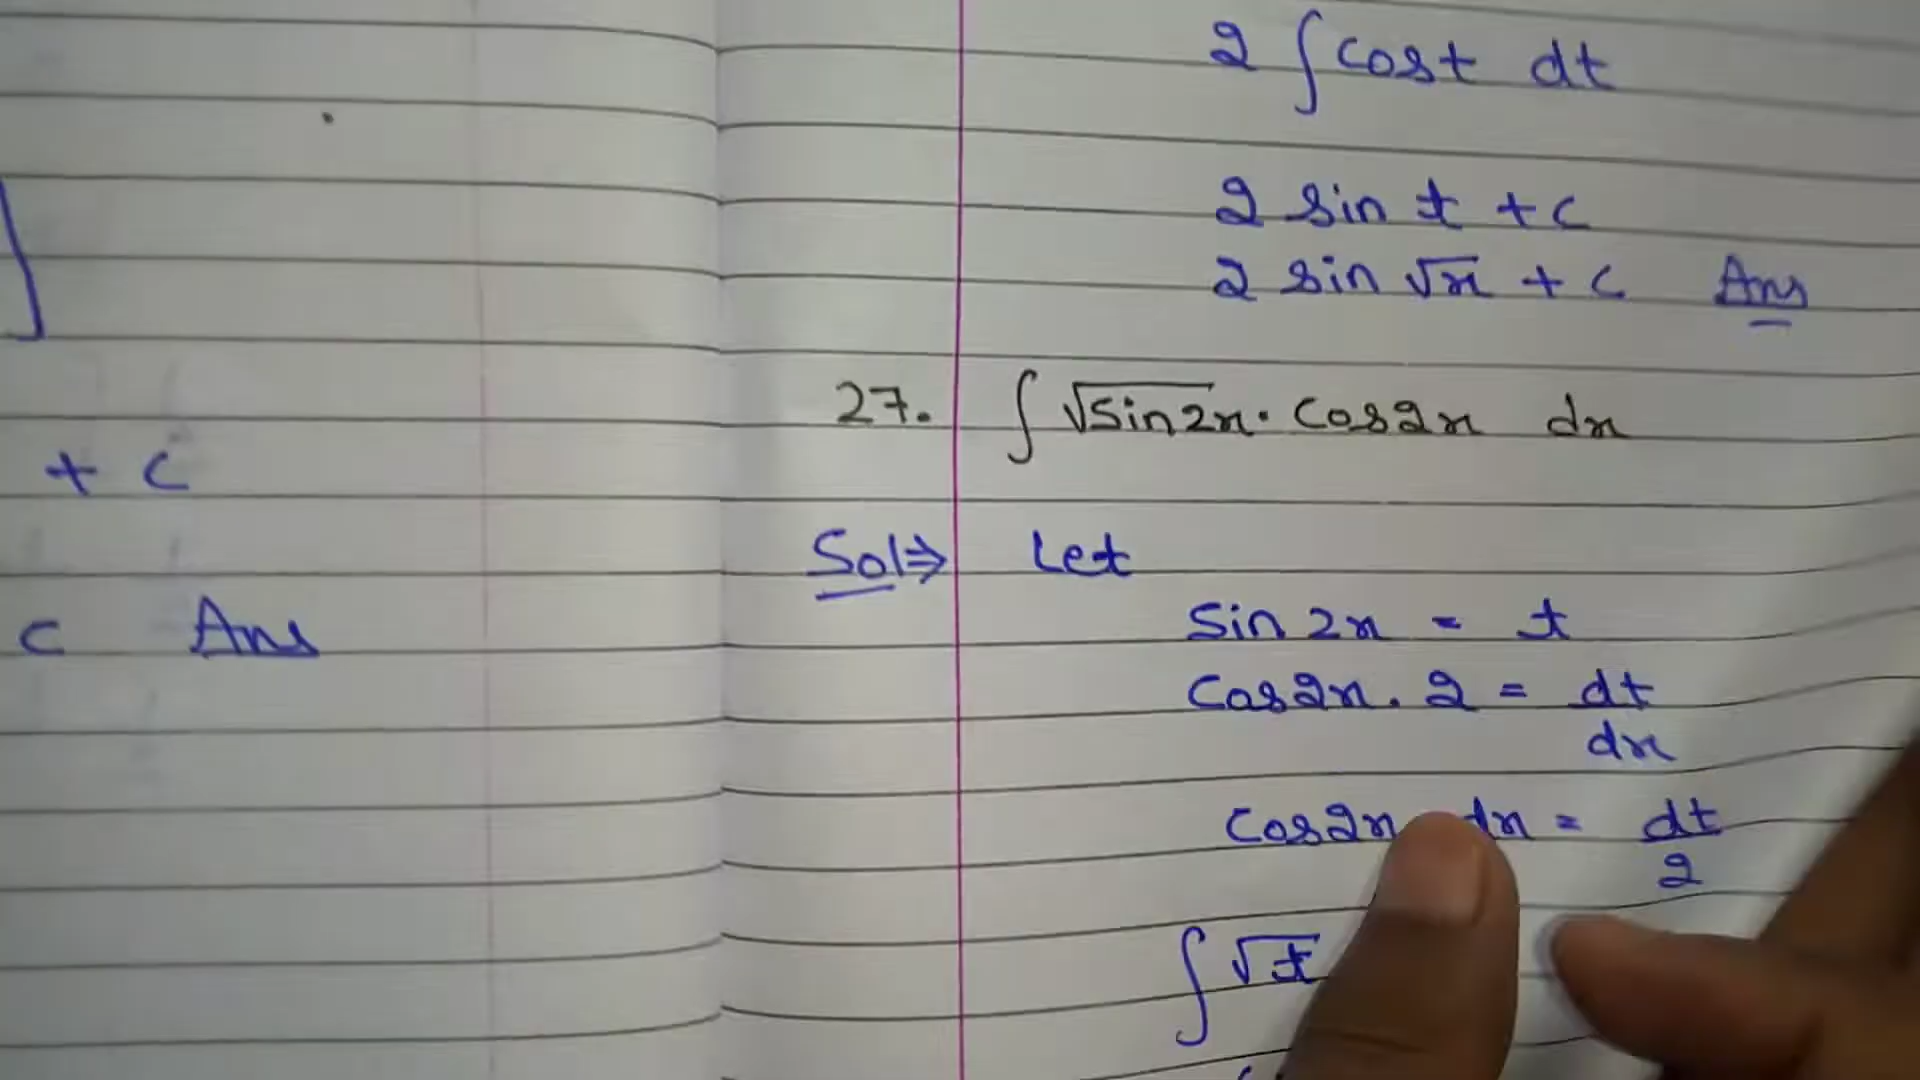 + c
c Ans
2 ∫ cost dt
2 sin t + c
2 sin √x + c Ans
27. ∫ √sin2x · cos2x dx
Sol⇒ Let
sin 2x = t
cos2x . 2 = dt
dx
cos2x dx = dt
2
∫ √t